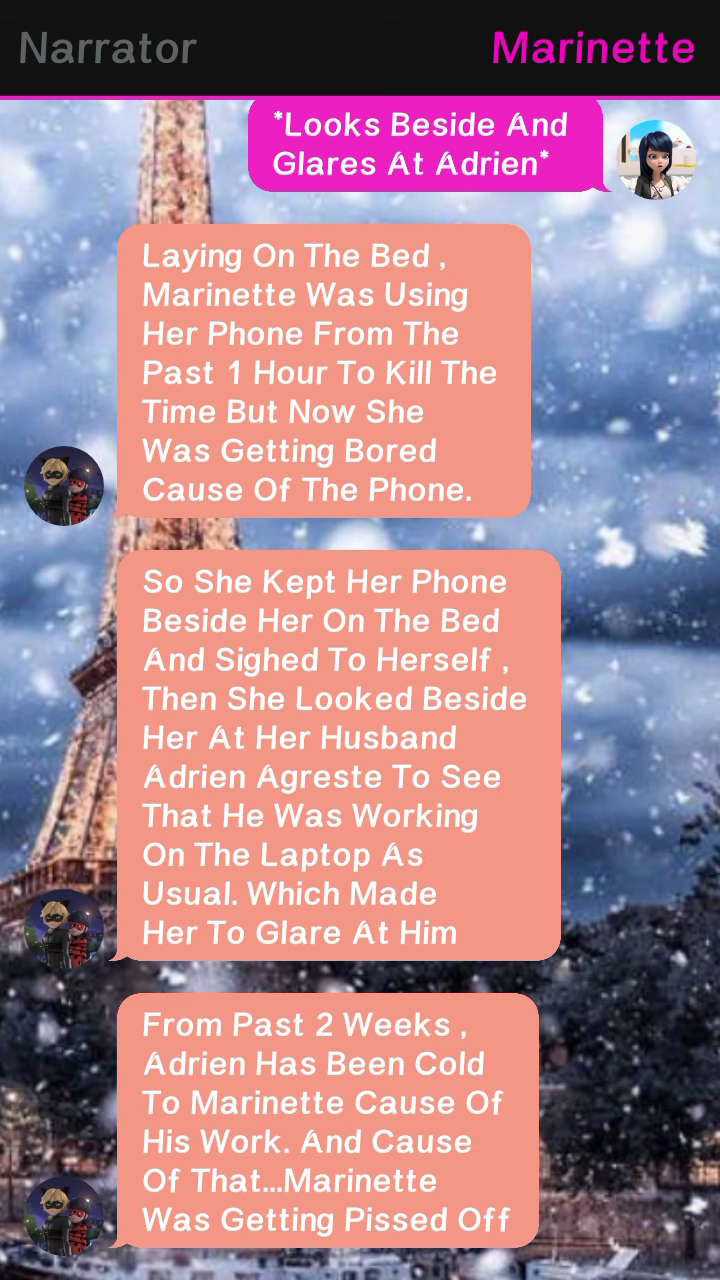 Narrator
Marinette
*Looks Beside And
Glares At Adrien*
Laying On The Bed ,
Marinette Was Using
Her Phone From The
Past 1 Hour To Kill The
Time But Now She
Was Getting Bored
Cause Of The Phone.
So She Kept Her Phone
Beside Her On The Bed
And Sighed To Herself ,
Then She Looked Beside
Her At Her Husband
Adrien Agreste To See
That He Was Working
On The Laptop As
Usual. Which Made
Her To Glare At Him
From Past 2 Weeks ,
Adrien Has Been Cold
To Marinette Cause Of
His Work. And Cause
Of That...Marinette
Was Getting Pissed Off